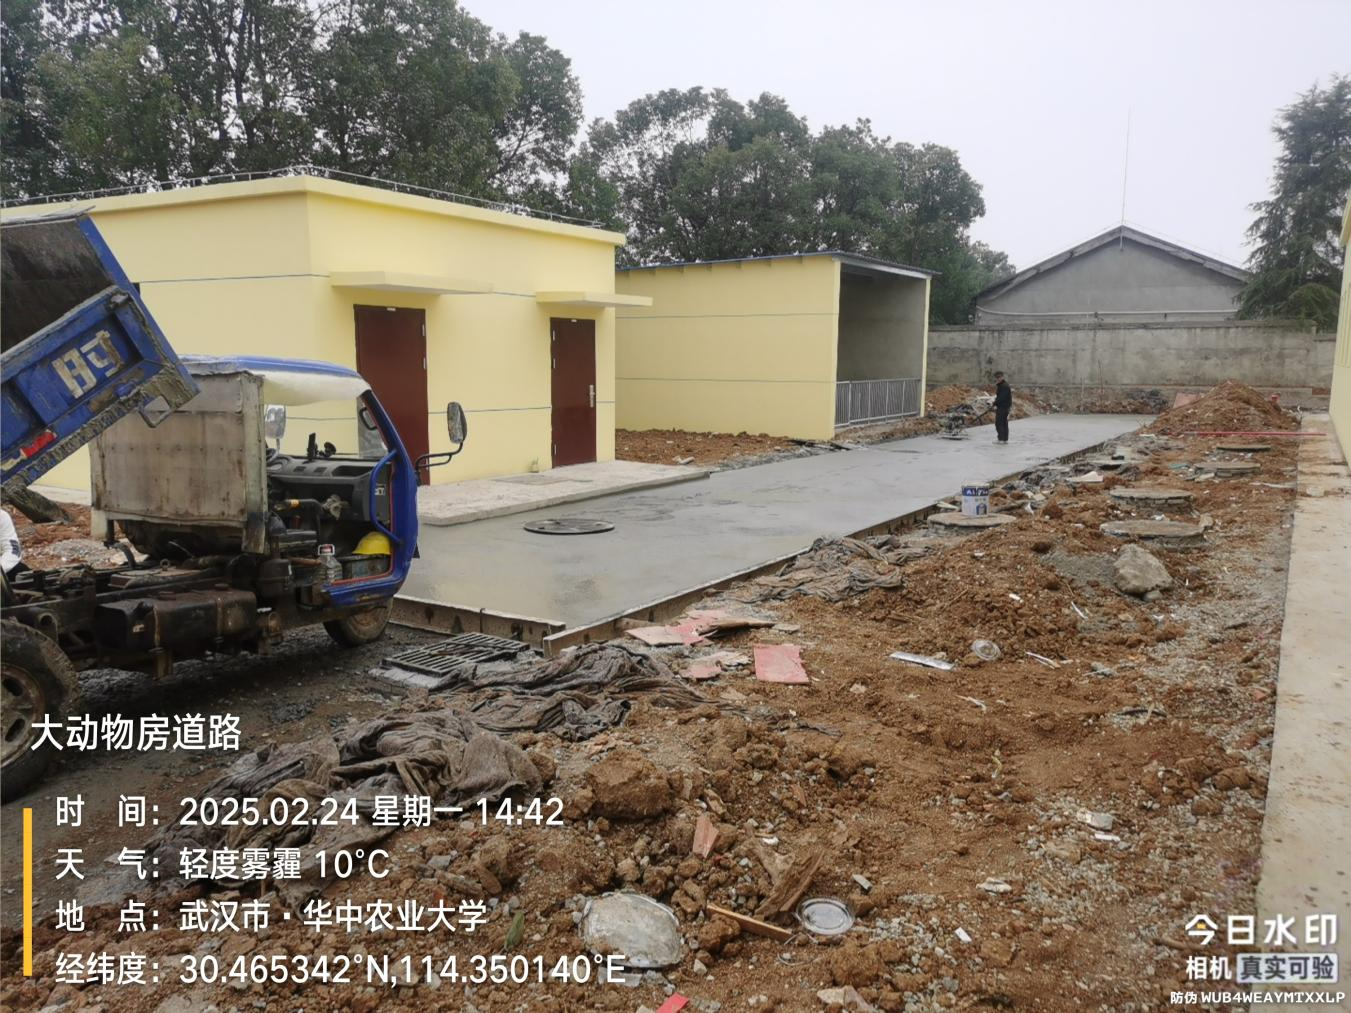 时
大动物房道路
时 间：2025.02.24 星期一 14:42
天 气：轻度雾霾 10°C
地 点：武汉市·华中农业大学
经纬度：30.465342°N,114.350140°E
今日水印
相机 真实可验
防伪 WUB4WEAYMTXXLP